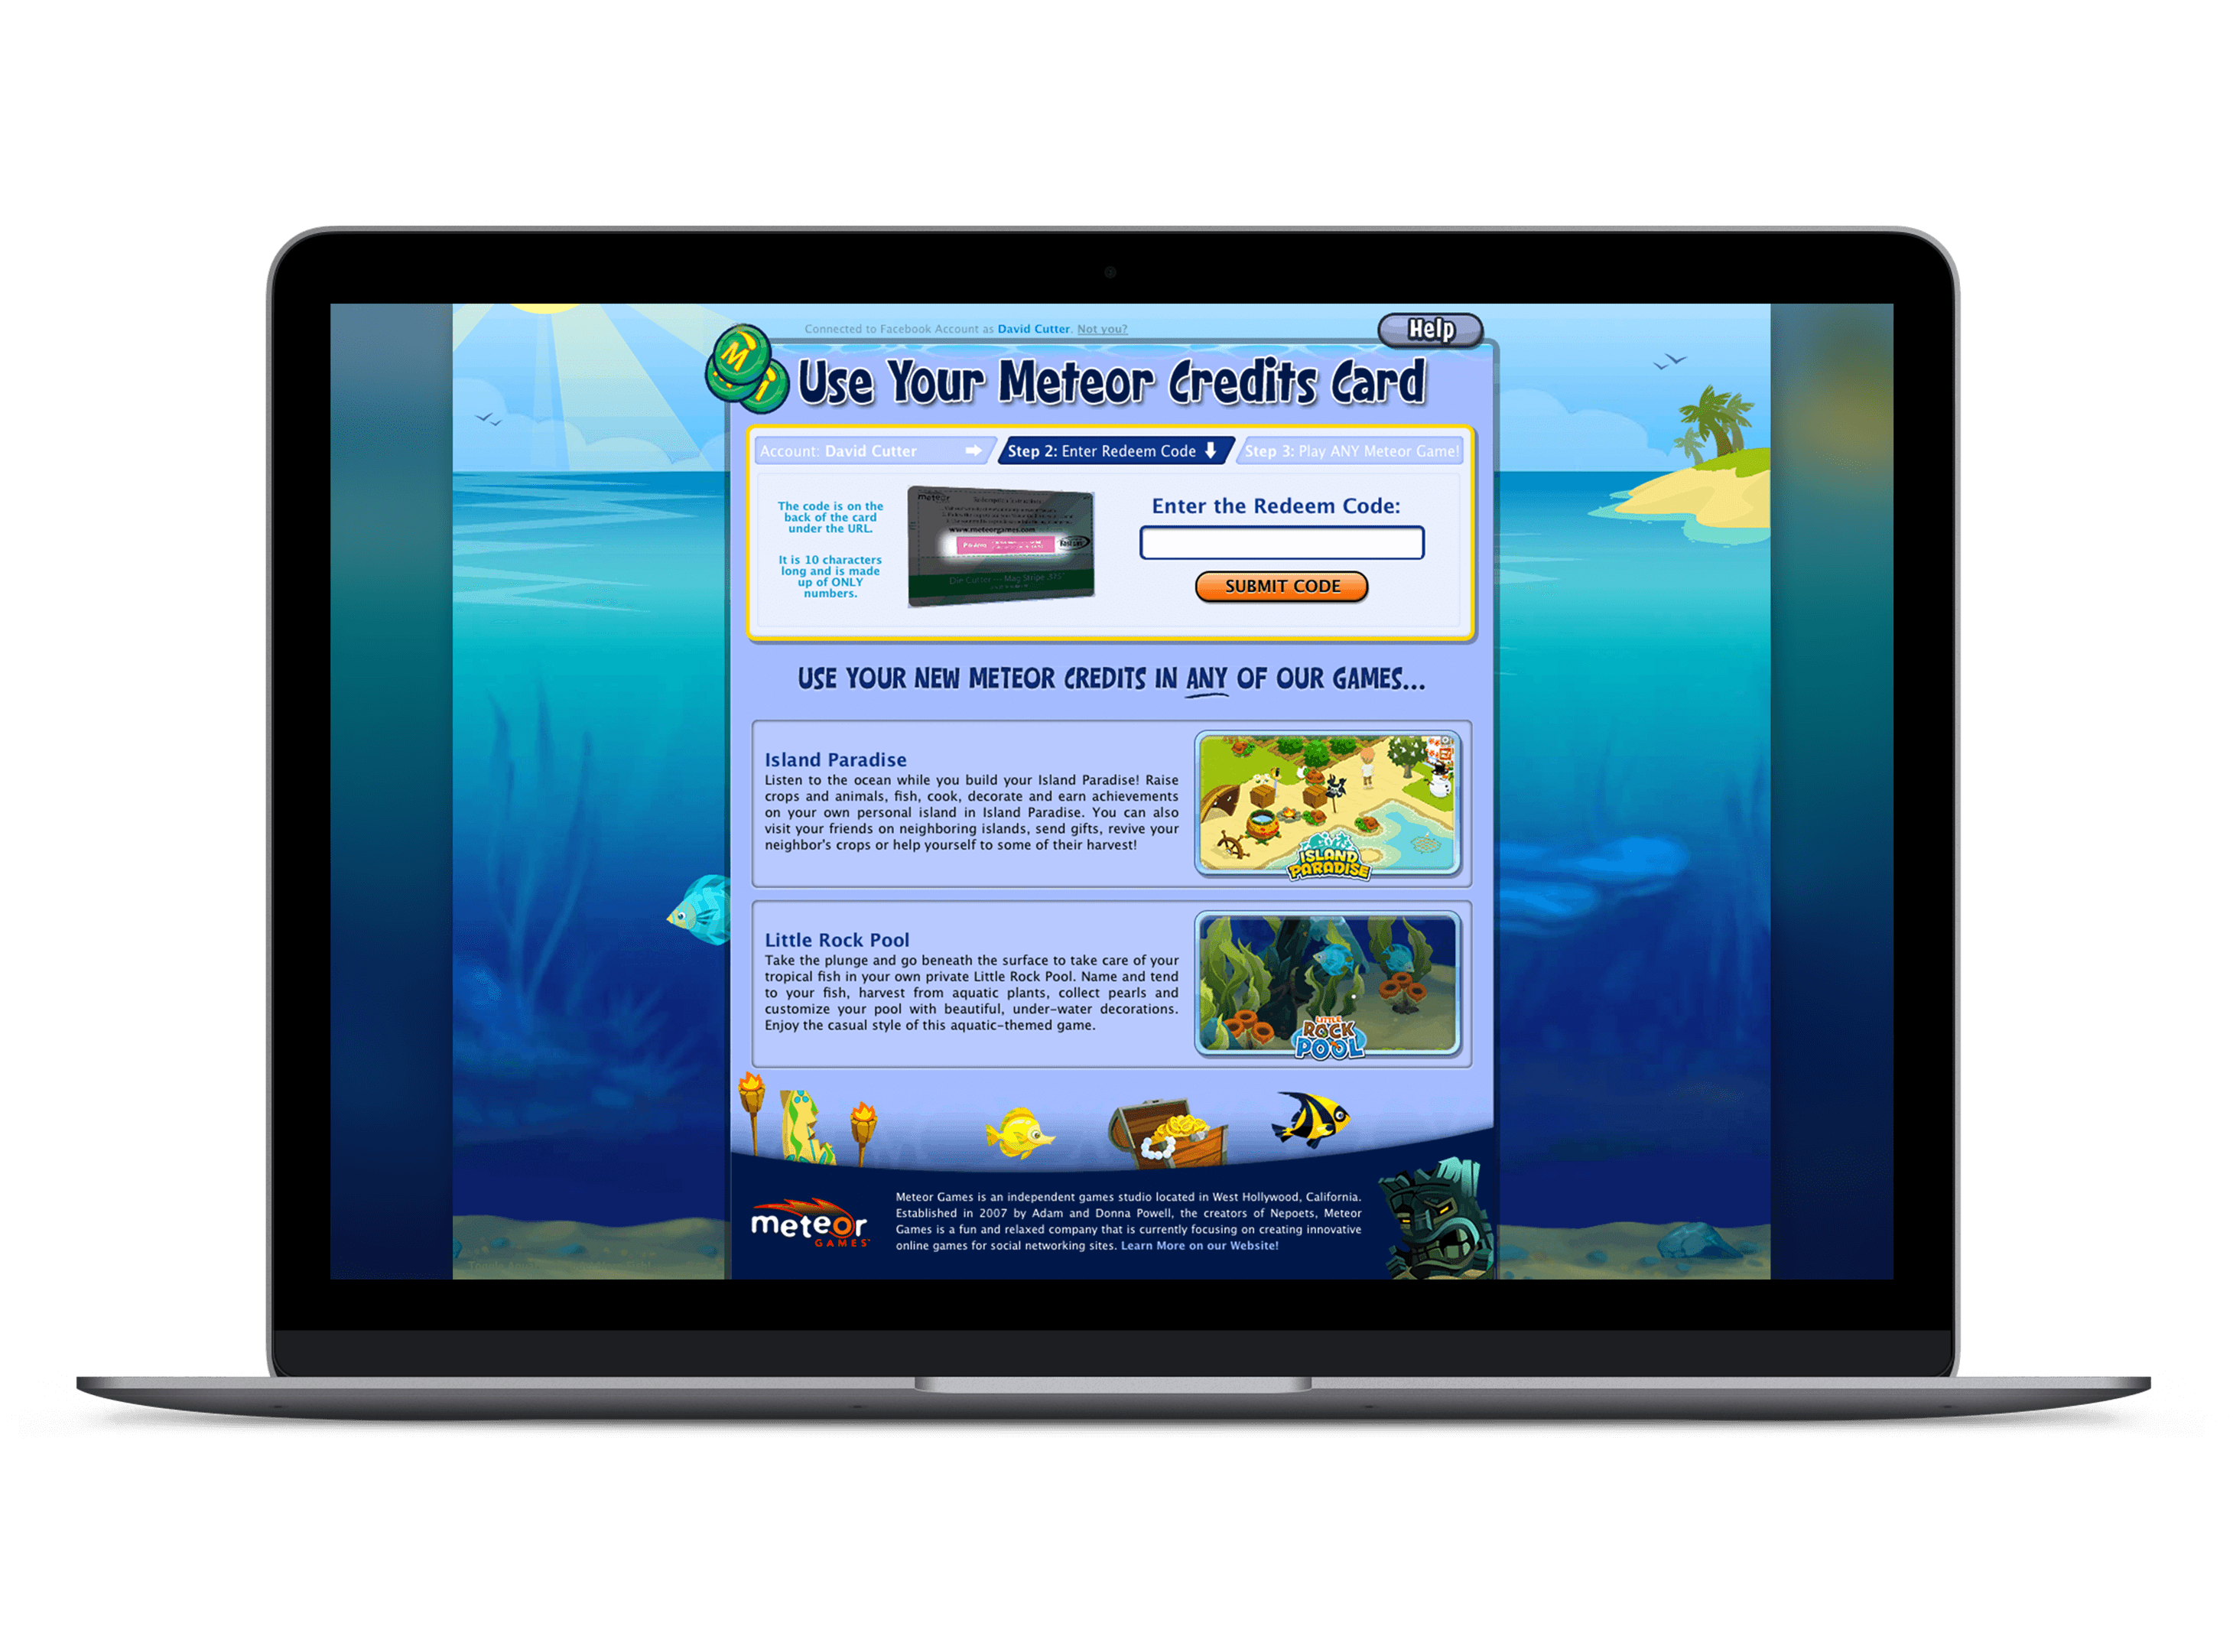 Connected to Facebook Account as David Cutter. Not you?
Help
Use Your Meteor Credits Card
Account: David Cutter
Step 2: Enter Redeem Code
Step 3: Play ANY Meteor Game!
The code is on the
back of the card
under the URL.
It is 10 characters
long and is made
up of ONLY
numbers.
meteor
www.meteorgames.com
Die Cutter --- Mag Stripe .375
Enter the Redeem Code:
SUBMIT CODE
USE YOUR NEW METEOR CREDITS IN ANY OF OUR GAMES...
Island Paradise
Listen to the ocean while you build your Island Paradise! Raise
crops and animals, fish, cook, decorate and earn achievements
on your own personal island in Island Paradise. You can also
visit your friends on neighboring islands, send gifts, revive your
neighbor's crops or help yourself to some of their harvest!
ISLAND
PARADISE
Little Rock Pool
Take the plunge and go beneath the surface to take care of your
tropical fish in your own private Little Rock Pool. Name and tend
to your fish, harvest from aquatic plants, collect pearls and
customize your pool with beautiful, under-water decorations.
Enjoy the casual style of this aquatic-themed game.
LITTLE
ROCK
POOL
meteor
GAMES
Meteor Games is an independent games studio located in West Hollywood, California.
Established in 2007 by Adam and Donna Powell, the creators of Nepoets, Meteor
Games is a fun and relaxed company that is currently focusing on creating innovative
online games for social networking sites. Learn More on our Website!